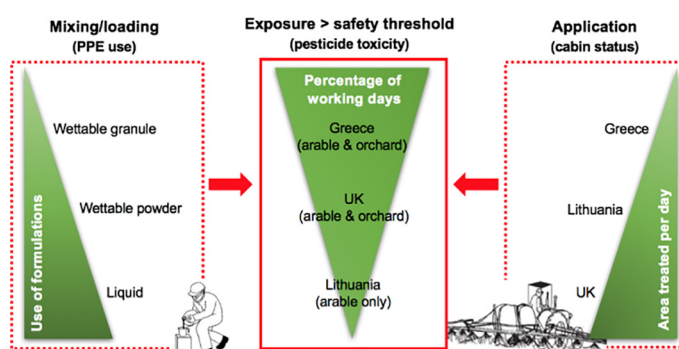 Mixing/loading
(PPE use)
Wettable granule
Wettable powder
Liquid
Use of formulations
Exposure > safety threshold
(pesticide toxicity)
Percentage of
working days
Greece
(arable & orchard)
UK
(arable & orchard)
Lithuania
(arable only)
Application
(cabin status)
Greece
Lithuania
UK
Area treated per day